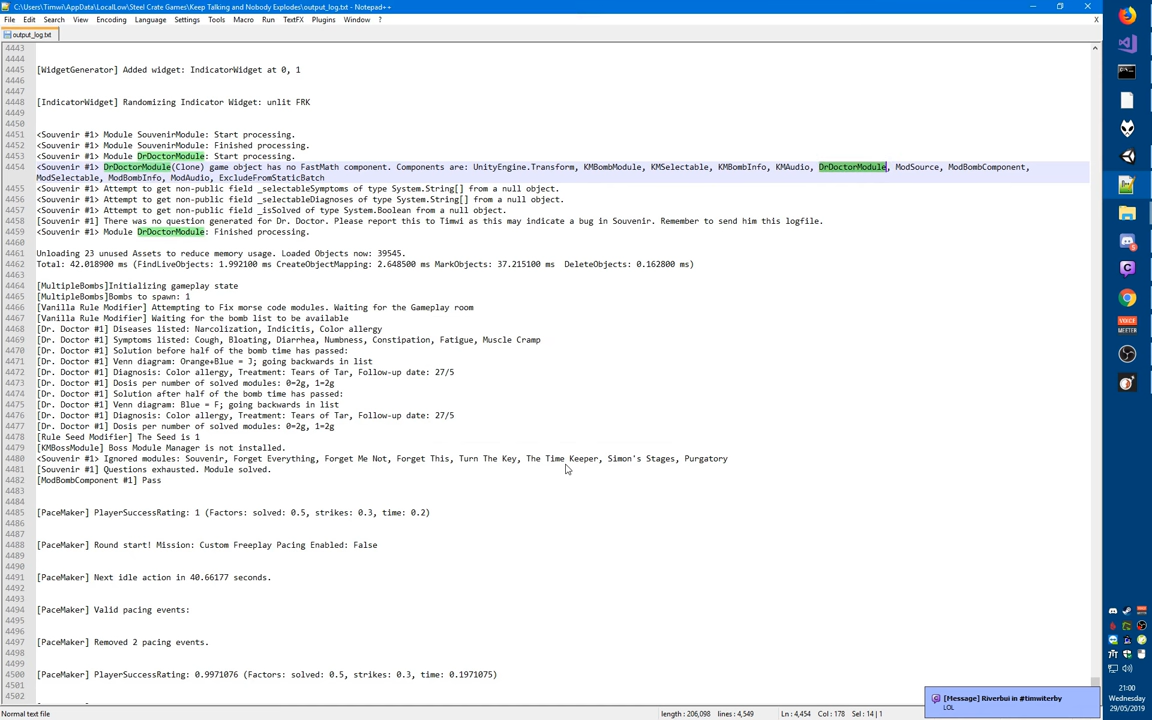 C:\Users\Timwi\AppData\LocalLow\Steel Crate Games\Keep Talking and Nobody Explodes\output_log.txt - Notepad++
File Edit Search View Encoding Language Settings Tools Macro Run TextFX Plugins Window ?
X
output_log.txt
4443
4444
4445 [WidgetGenerator] Added widget: IndicatorWidget at 0, 1
4446
4447
4448 [IndicatorWidget] Randomizing Indicator Widget: unlit FRK
4449
4450
4451 <Souvenir #1> Module SouvenirModule: Start processing.
4452 <Souvenir #1> Module SouvenirModule: Finished processing.
4453 <Souvenir #1> Module DrDoctorModule: Start processing.
4454 <Souvenir #1> DrDoctorModule(Clone) game object has no FastMath component. Components are: UnityEngine.Transform, KMBombModule, KMSelectable, KMBombInfo, KMAudio, DrDoctorModule, ModSource, ModBombComponent,
ModSelectable, ModBombInfo, ModAudio, ExcludeFromStaticBatch
4455 <Souvenir #1> Attempt to get non-public field _selectableSymptoms of type System.String[] from a null object.
4456 <Souvenir #1> Attempt to get non-public field _selectableDiagnoses of type System.String[] from a null object.
4457 <Souvenir #1> Attempt to get non-public field _isSolved of type System.Boolean from a null object.
4458 [Souvenir #1] There was no question generated for Dr. Doctor. Please report this to Timwi as this may indicate a bug in Souvenir. Remember to send him this logfile.
4459 <Souvenir #1> Module DrDoctorModule: Finished processing.
4460
4461 Unloading 23 unused Assets to reduce memory usage. Loaded Objects now: 39545.
4462 Total: 42.018900 ms (FindLiveObjects: 1.992100 ms CreateObjectMapping: 2.648500 ms MarkObjects: 37.215100 ms DeleteObjects: 0.162800 ms)
4463
4464 [MultipleBombs]Initializing gameplay state
4465 [MultipleBombs]Bombs to spawn: 1
4466 [Vanilla Rule Modifier] Attempting to Fix morse code modules. Waiting for the Gameplay room
4467 [Vanilla Rule Modifier] Waiting for the bomb list to be available
4468 [Dr. Doctor #1] Diseases listed: Narcolization, Indicitis, Color allergy
4469 [Dr. Doctor #1] Symptoms listed: Cough, Bloating, Diarrhea, Numbness, Constipation, Fatigue, Muscle Cramp
4470 [Dr. Doctor #1] Solution before half of the bomb time has passed:
4471 [Dr. Doctor #1] Venn diagram: Orange+Blue = J; going backwards in list
4472 [Dr. Doctor #1] Diagnosis: Color allergy, Treatment: Tears of Tar, Follow-up date: 27/5
4473 [Dr. Doctor #1] Dosis per number of solved modules: 0=2g, 1=2g
4474 [Dr. Doctor #1] Solution after half of the bomb time has passed:
4475 [Dr. Doctor #1] Venn diagram: Blue = F; going backwards in list
4476 [Dr. Doctor #1] Diagnosis: Color allergy, Treatment: Tears of Tar, Follow-up date: 27/5
4477 [Dr. Doctor #1] Dosis per number of solved modules: 0=2g, 1=2g
4478 [Rule Seed Modifier] The Seed is 1
4479 [KMBossModule] Boss Module Manager is not installed.
4480 <Souvenir #1> Ignored modules: Souvenir, Forget Everything, Forget Me Not, Forget This, Turn The Key, The Time Keeper, Simon's Stages, Purgatory
4481 [Souvenir #1] Questions exhausted. Module solved.
4482 [ModBombComponent #1] Pass
4483
4484
4485 [PaceMaker] PlayerSuccessRating: 1 (Factors: solved: 0.5, strikes: 0.3, time: 0.2)
4486
4487
4488 [PaceMaker] Round start! Mission: Custom Freeplay Pacing Enabled: False
4489
4490
4491 [PaceMaker] Next idle action in 40.66177 seconds.
4492
4493
4494 [PaceMaker] Valid pacing events:
4495
4496
4497 [PaceMaker] Removed 2 pacing events.
4498
4499
4500 [PaceMaker] PlayerSuccessRating: 0.9971076 (Factors: solved: 0.5, strikes: 0.3, time: 0.1971075)
4501
4502
Normal text file length : 206,098 lines : 4,549 Ln : 4,454 Col : 178 Sel : 14 | 1
[Message] Riverbui in #timwiterby
LOL
VOICE
MEETER
21:00
Wednesday
29/05/2019